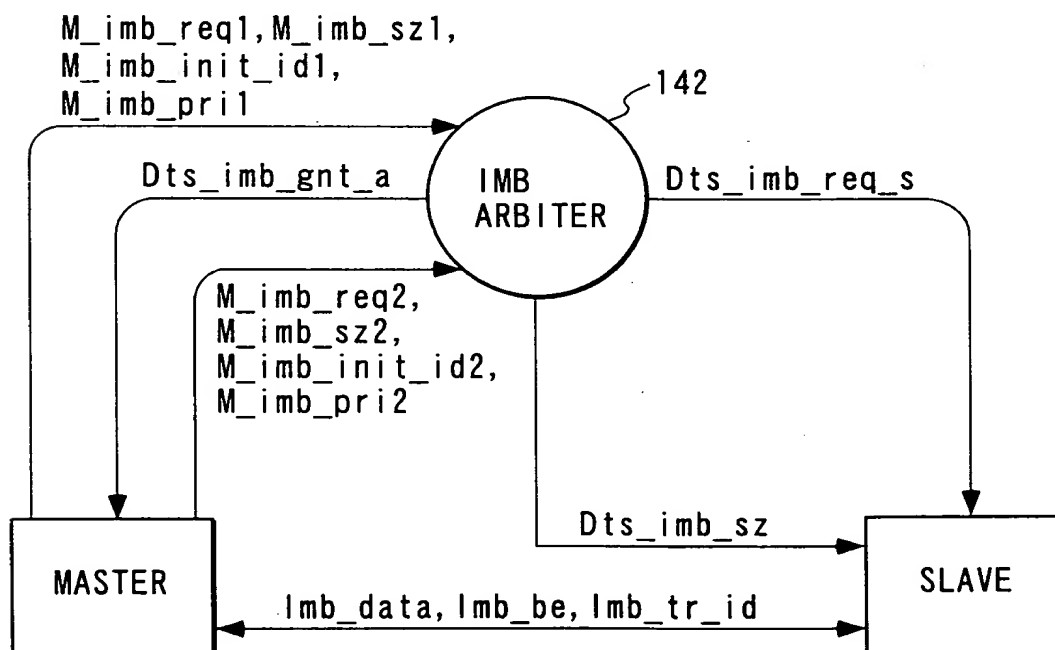 M_imb_req1, M_imb_sz1,
M_imb_init_id1,
M_imb_pri1
142
Dts_imb_gnt_a
IMB
ARBITER
Dts_imb_req_s
M_imb_req2,
M_imb_sz2,
M_imb_init_id2,
M_imb_pri2
Dts_imb_sz
MASTER
SLAVE
Imb_data, Imb_be, Imb_tr_id